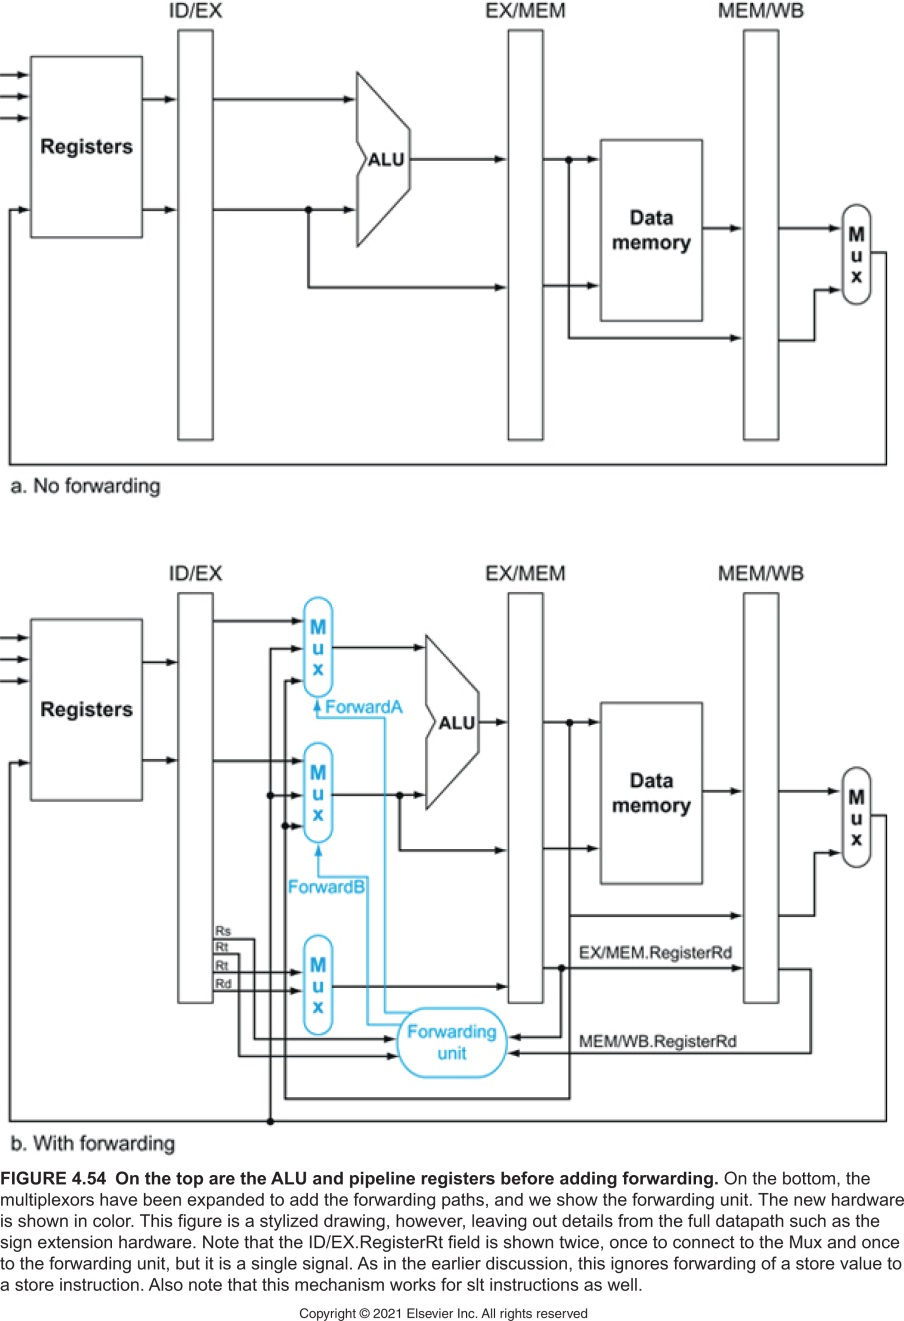 ID/EX
EX/MEM
MEM/WB
Registers
ALU
Data
memory
M
u
x
a. No forwarding
ID/EX
EX/MEM
MEM/WB
M
u
x
Registers
ForwardA
ALU
M
u
x
Data
memory
M
u
x
ForwardB
Rs
Rt
Rt
Rd
M
u
x
EX/MEM.RegisterRd
Forwarding
unit
MEM/WB.RegisterRd
b. With forwarding
FIGURE 4.54 On the top are the ALU and pipeline registers before adding forwarding. On the bottom, the
multiplexors have been expanded to add the forwarding paths, and we show the forwarding unit. The new hardware
is shown in color. This figure is a stylized drawing, however, leaving out details from the full datapath such as the
sign extension hardware. Note that the ID/EX.RegisterRt field is shown twice, once to connect to the Mux and once
to the forwarding unit, but it is a single signal. As in the earlier discussion, this ignores forwarding of a store value to
a store instruction. Also note that this mechanism works for slt instructions as well.
Copyright © 2021 Elsevier Inc. All rights reserved